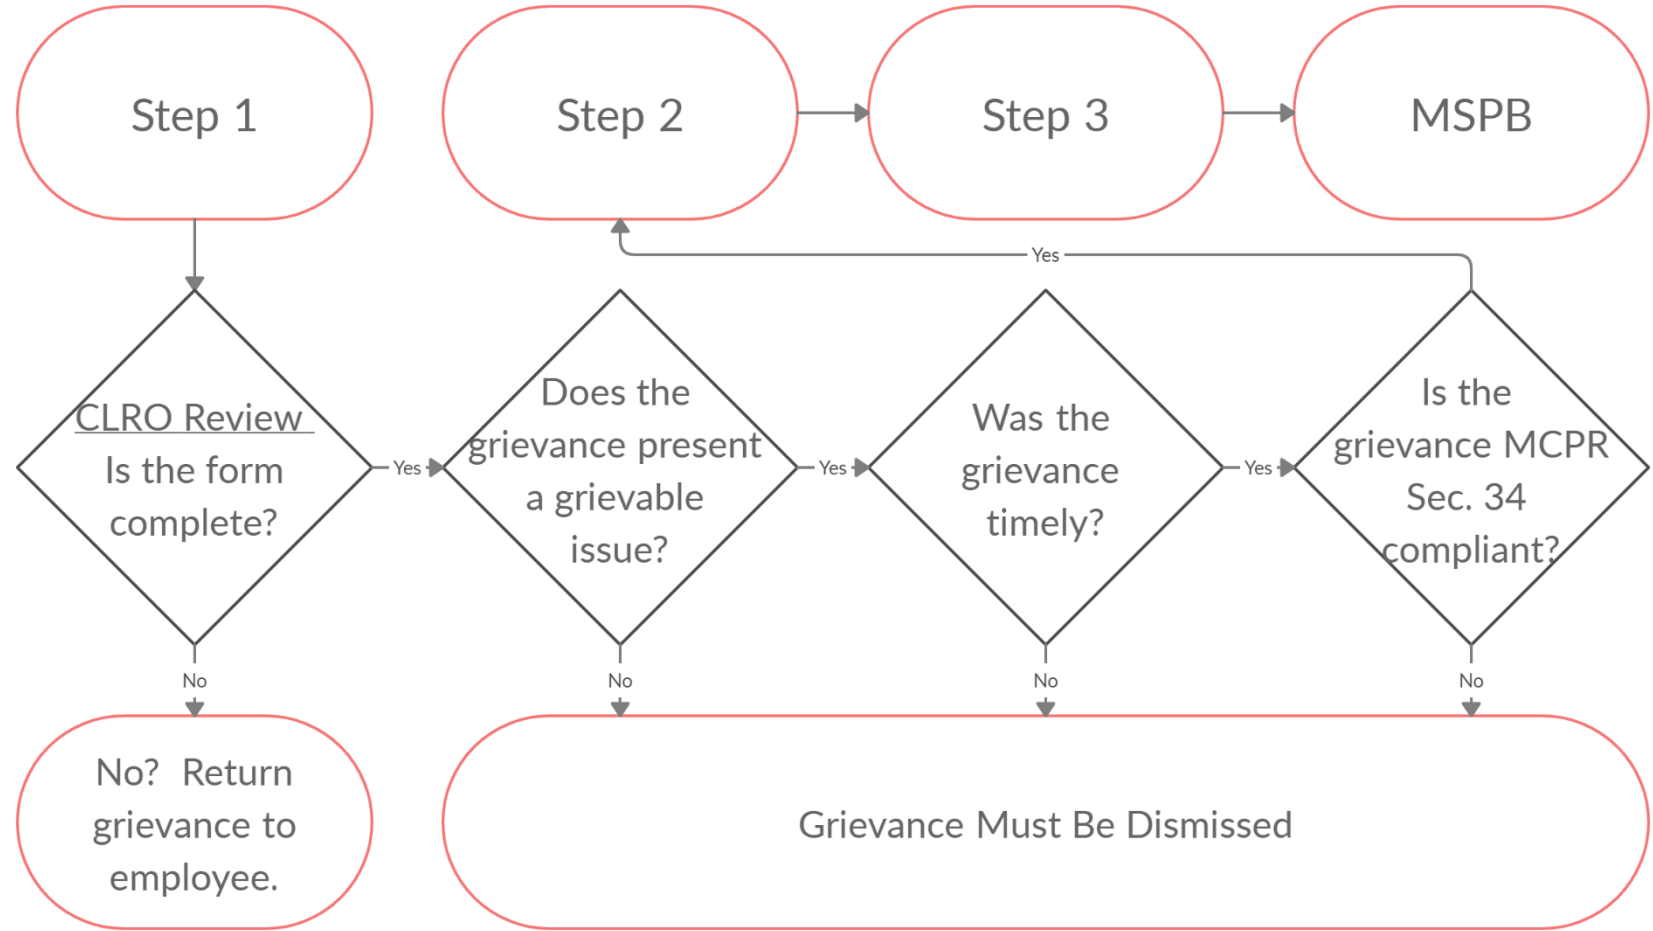 Step 1
Step 2
Step 3
MSPB
Yes
CLRO Review
Is the form
complete?
Yes
Does the
grievance present
a grievable
issue?
Yes
Was the
grievance
timely?
Yes
Is the
grievance MCPR
Sec. 34
compliant?
No
No
No
No
No?  Return
grievance to
employee.
Grievance Must Be Dismissed